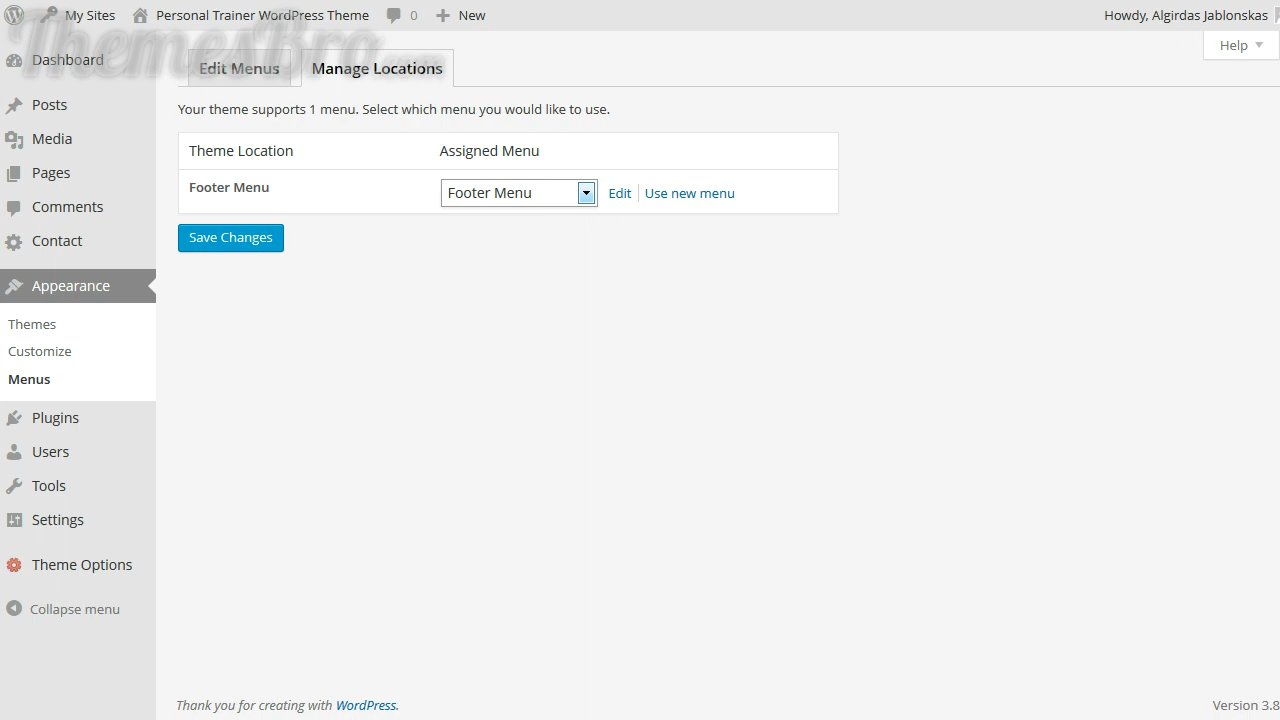 My Sites Personal Trainer WordPress Theme 0 New Howdy, Algirdas Jablonskas
ThemesBro.com
Help
Dashboard
Edit Menus Manage Locations
Posts
Your theme supports 1 menu. Select which menu you would like to use.
Media
Theme Location Assigned Menu
Pages
Footer Menu Footer Menu Edit Use new menu
Comments
Save Changes
Contact
Appearance
Themes
Customize
Menus
Plugins
Users
Tools
Settings
Theme Options
Collapse menu
Thank you for creating with WordPress. Version 3.8